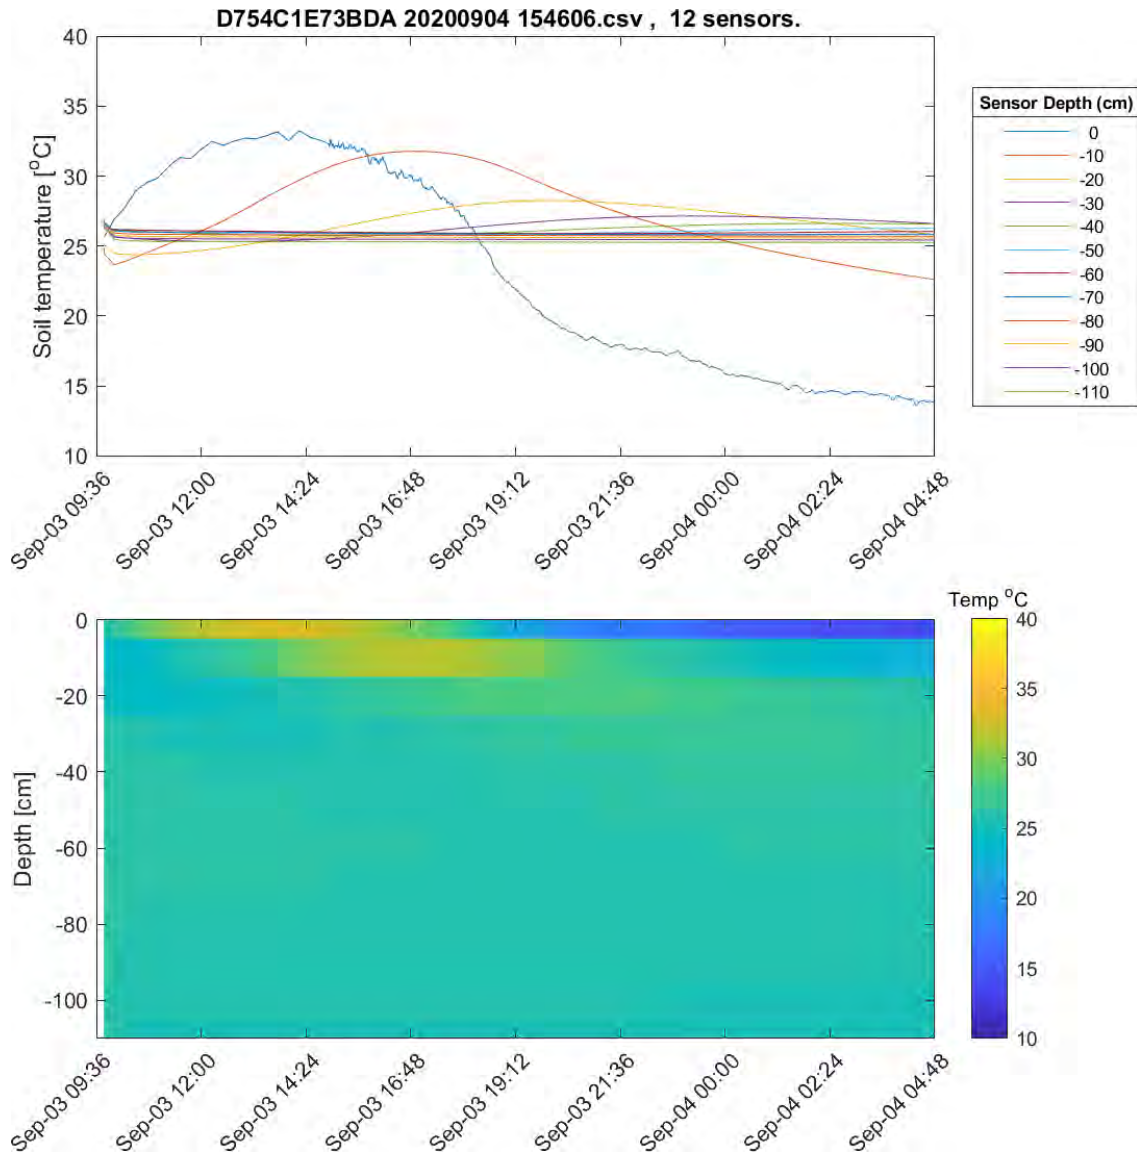 D754C1E73BDA 20200904 154606.csv , 12 sensors.
Soil temperature [°C]
40
35
30
25
20
15
10
Sep-03 09:36
Sep-03 12:00
Sep-03 14:24
Sep-03 16:48
Sep-03 19:12
Sep-03 21:36
Sep-04 00:00
Sep-04 02:24
Sep-04 04:48
Sensor Depth (cm)
0
-10
-20
-30
-40
-50
-60
-70
-80
-90
-100
-110
Depth [cm]
0
-20
-40
-60
-80
-100
Sep-03 09:36
Sep-03 12:00
Sep-03 14:24
Sep-03 16:48
Sep-03 19:12
Sep-03 21:36
Sep-04 00:00
Sep-04 02:24
Sep-04 04:48
Temp °C
40
35
30
25
20
15
10